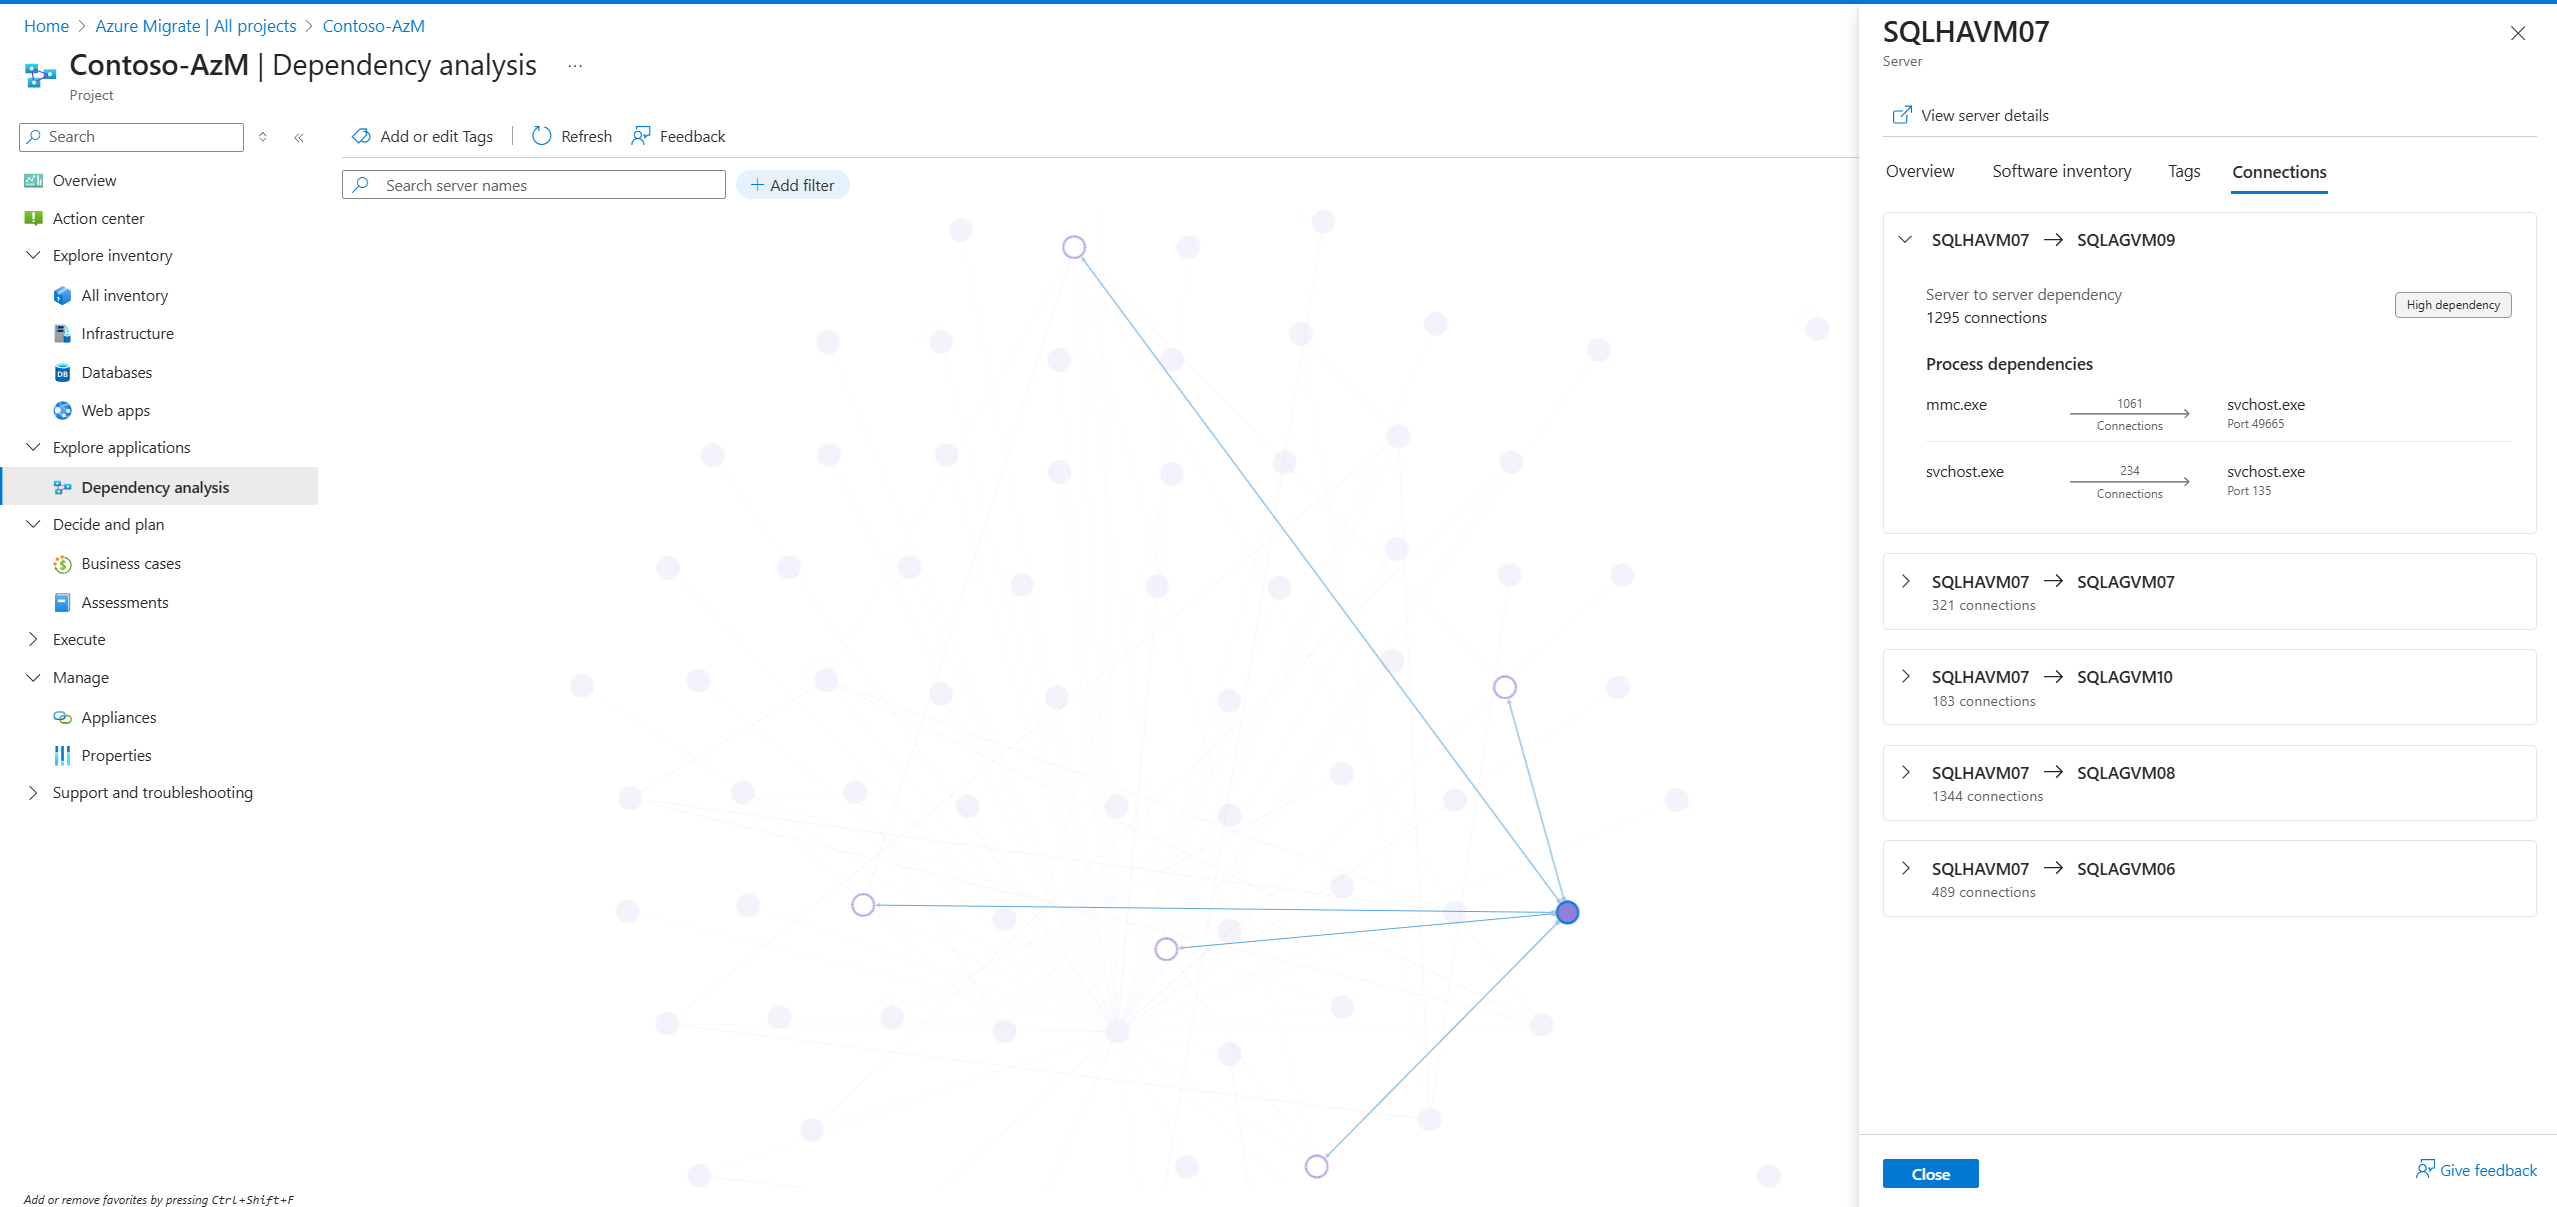 Home > Azure Migrate | All projects > Contoso-AzM
Contoso-AzM | Dependency analysis ...
Project
Search
Overview
Action center
Explore inventory
All inventory
Infrastructure
Databases
Web apps
Explore applications
Dependency analysis
Decide and plan
Business cases
Assessments
Execute
Manage
Appliances
Properties
Support and troubleshooting
Add or remove favorites by pressing Ctrl+Shift+F
Add or edit Tags
Refresh
Feedback
Search server names
Add filter
SQLHAVM07
Server
View server details
Overview Software inventory Tags Connections
SQLHAVM07 → SQLAGVM09
Server to server dependency
1295 connections
High dependency
Process dependencies
mmc.exe 1061 svchost.exe
Connections Port 49665
svchost.exe 234 svchost.exe
Connections Port 135
SQLHAVM07 → SQLAGVM07
321 connections
SQLHAVM07 → SQLAGVM10
183 connections
SQLHAVM07 → SQLAGVM08
1344 connections
SQLHAVM07 → SQLAGVM06
489 connections
Close
Give feedback